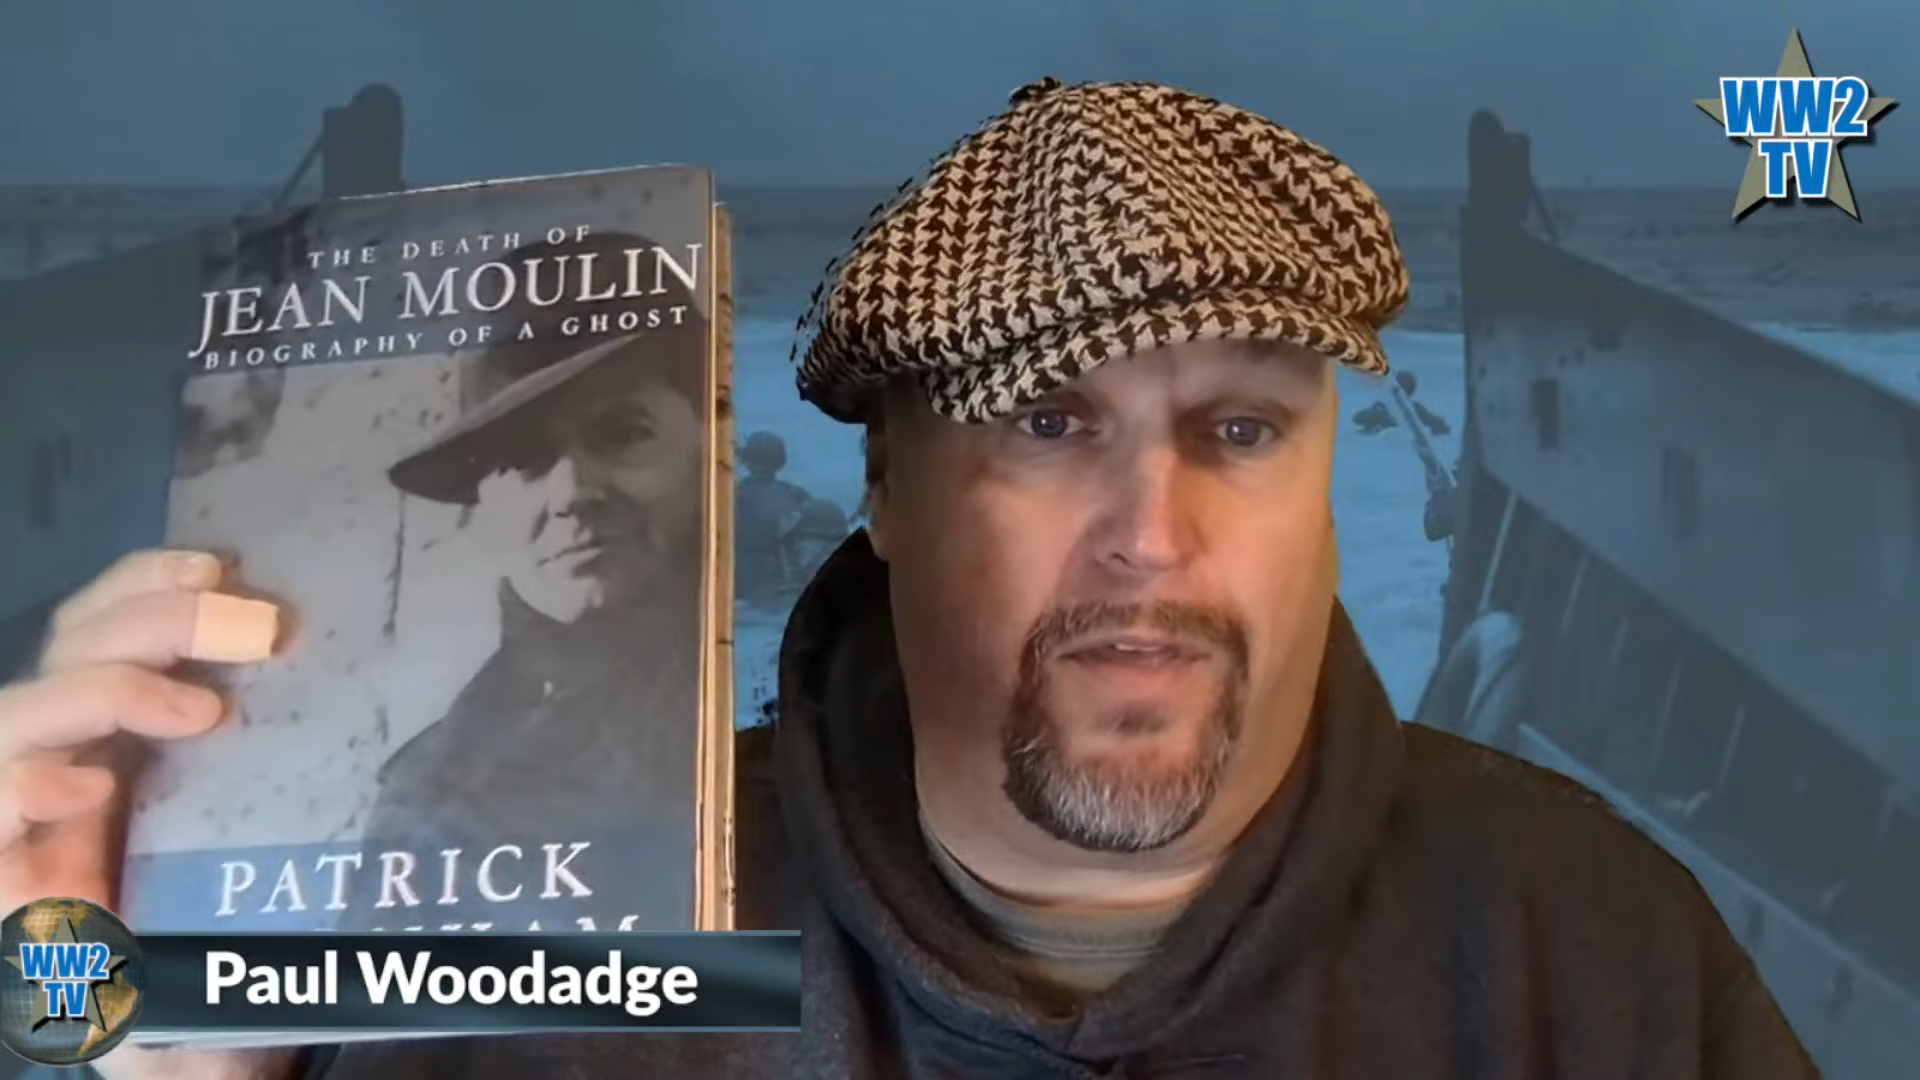 THE DEATH OF
JEAN MOULIN
BIOGRAPHY OF A GHOST
PATRICK
WW2
TV
WW2
TV
Paul Woodadge